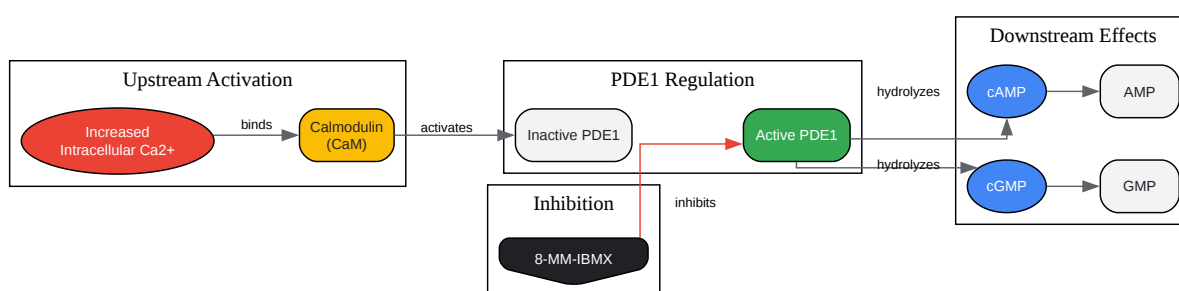 Upstream Activation
Increased
Intracellular Ca2+
binds
Calmodulin
(CaM)
activates
PDE1 Regulation
Inactive PDE1
Active PDE1
hydrolyzes
hydrolyzes
Downstream Effects
cAMP
AMP
cGMP
GMP
Inhibition
inhibits
8-MM-IBMX